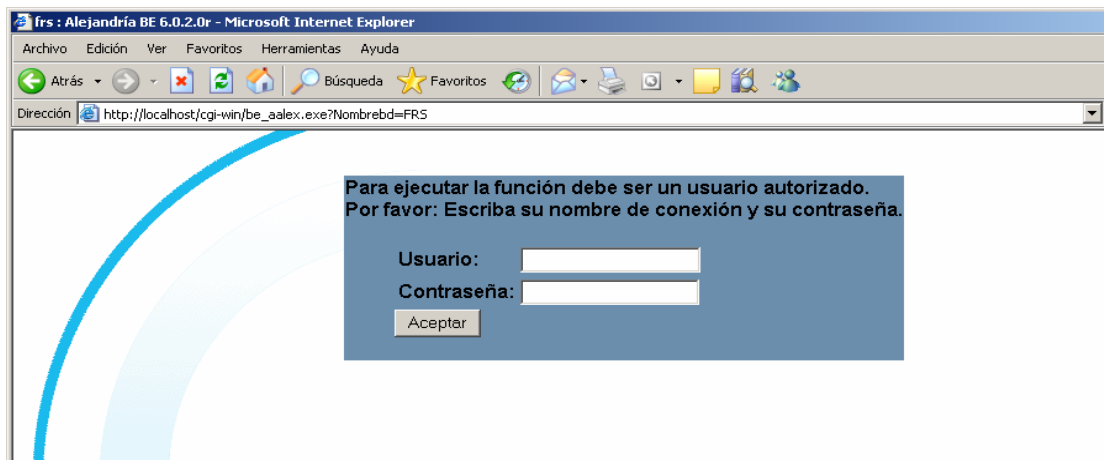 frs : Alejandría BE 6.0.2.0r - Microsoft Internet Explorer
Archivo Edición Ver Favoritos Herramientas Ayuda
Atrás Búsqueda Favoritos
Dirección http://localhost/cgi-win/be_aalex.exe?Nombrebd=FRS
Para ejecutar la función debe ser un usuario autorizado.
Por favor: Escriba su nombre de conexión y su contraseña.
Usuario:
Contraseña:
Aceptar